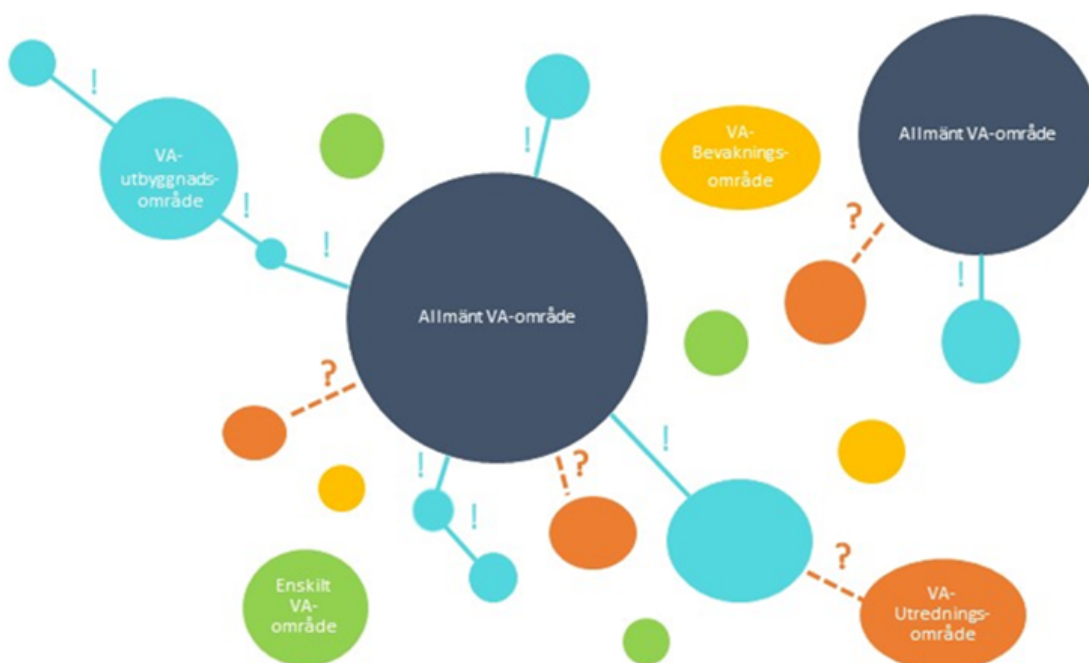 !
!
VA-
utbyggnads-
område
!
!
!
Allmänt VA-område
VA-
Bevaknings-
område
Allmänt VA-område
?
!
?
!
!
?
!
?
Enskilt
VA-
område
VA-
Utrednings-
område